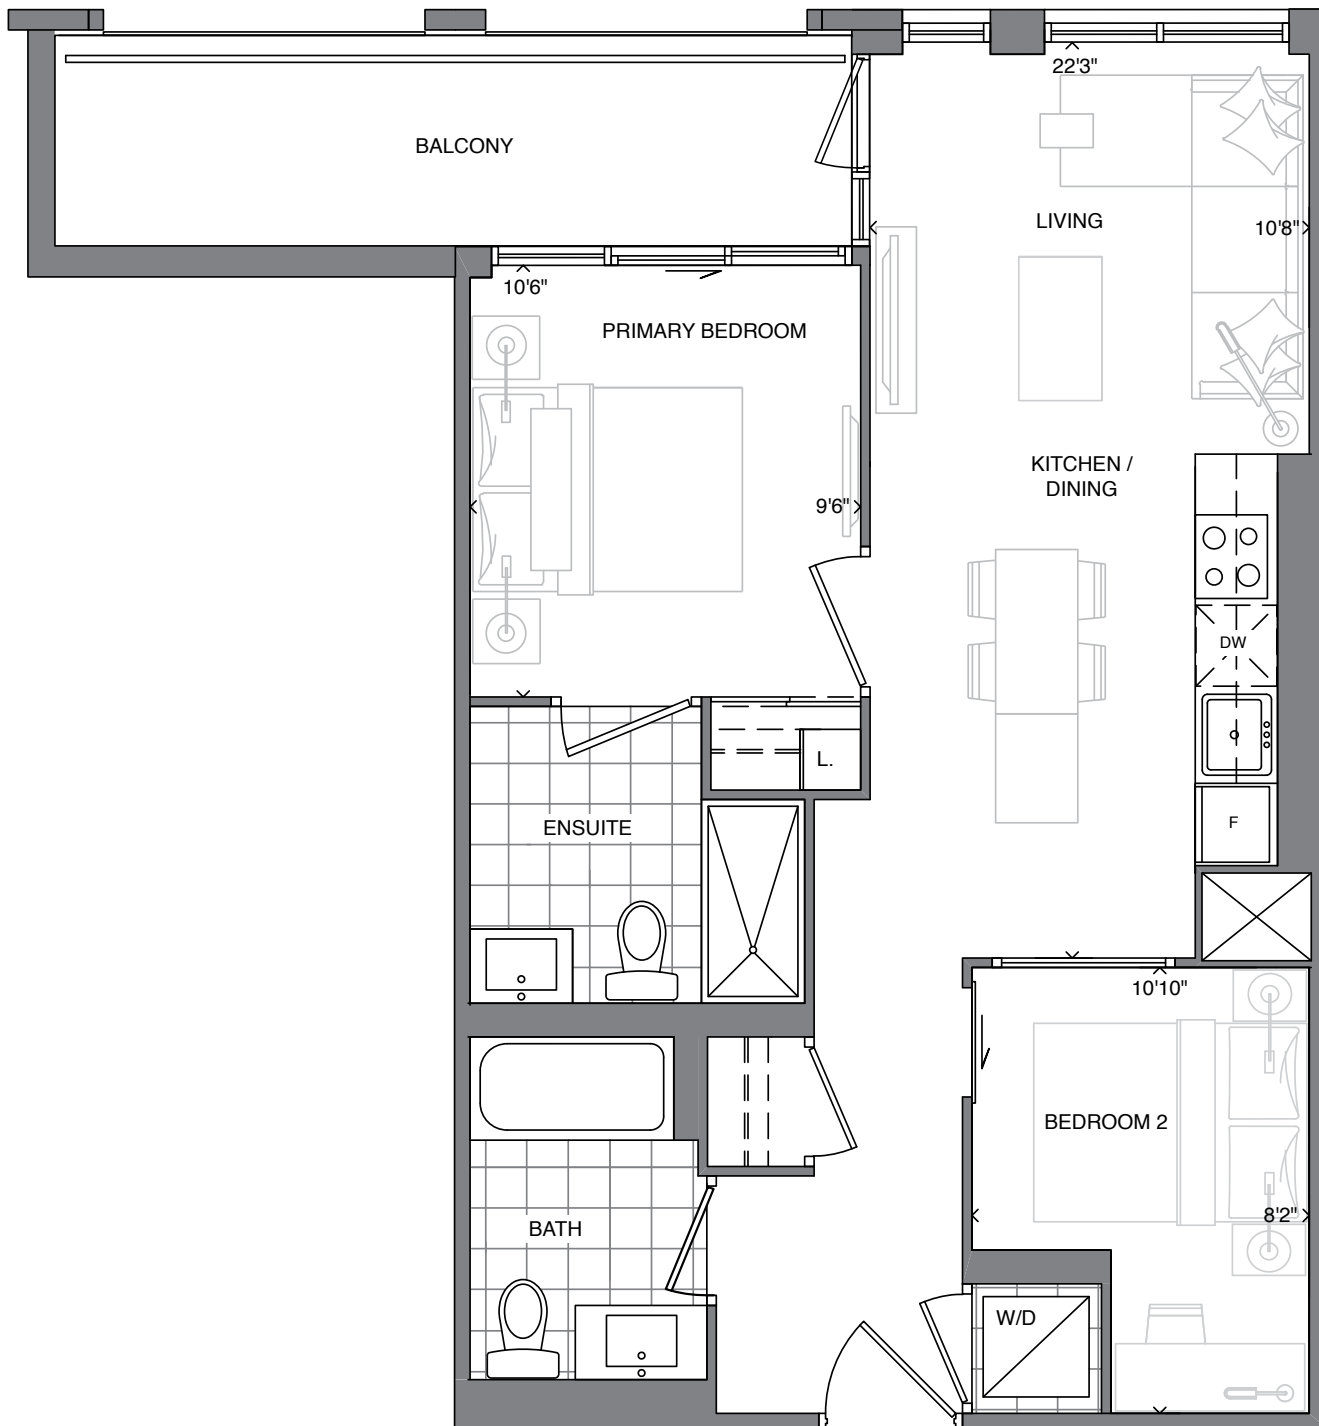 22'3"
BALCONY
LIVING
10'8"
10'6"
PRIMARY BEDROOM
KITCHEN /
DINING
9'6"
DW
L.
F
ENSUITE
10'10"
BEDROOM 2
8'2"
BATH
W/D